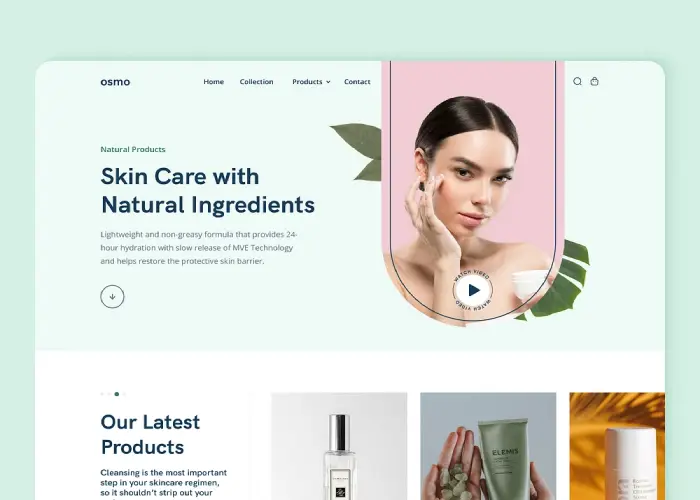 osmo
Home Collection Products Contact
Natural Products
Skin Care with
Natural Ingredients
Lightweight and non-greasy formula that provides 24-
hour hydration with slow release of MVE Technology
and helps restore the protective skin barrier.
WATCH VIDEO
WATCH VIDEO
Our Latest
Products
Cleansing is the most important
step in your skincare regimen,
so it shouldn't strip out your
ELEMIS